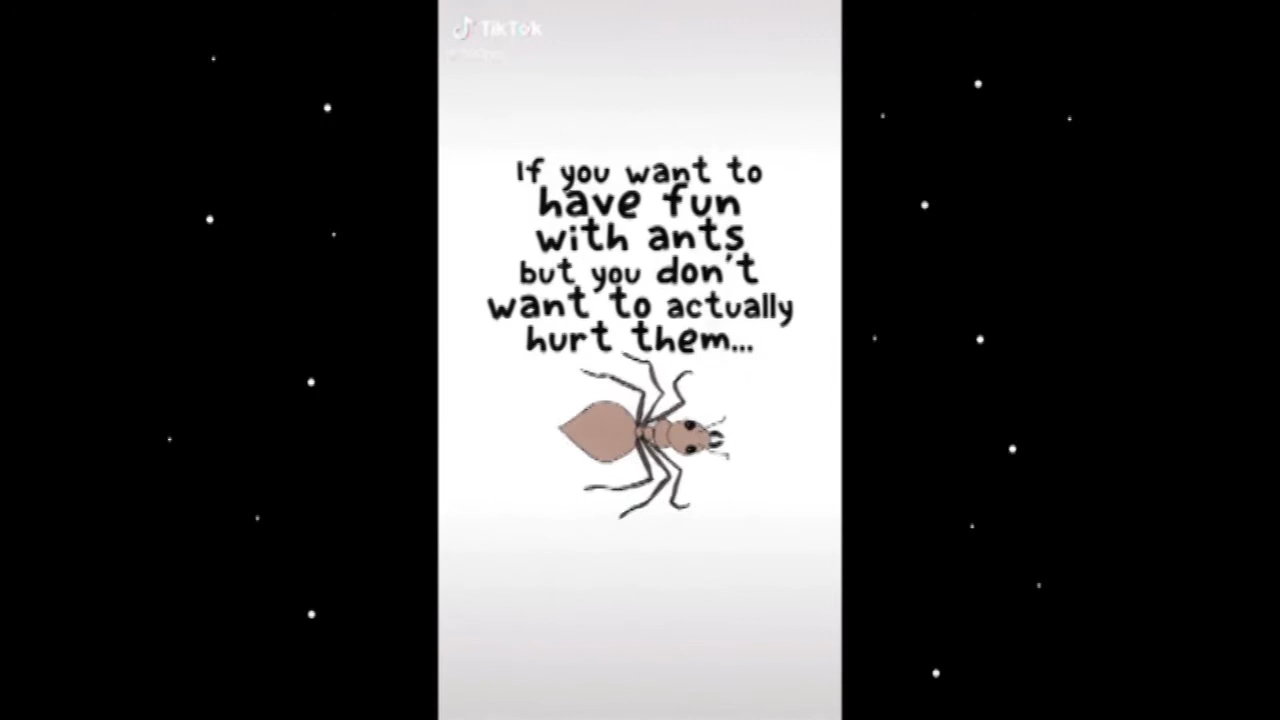 TikTok
If you want to
have fun
with ants
but you don't
want to actually
hurt them...